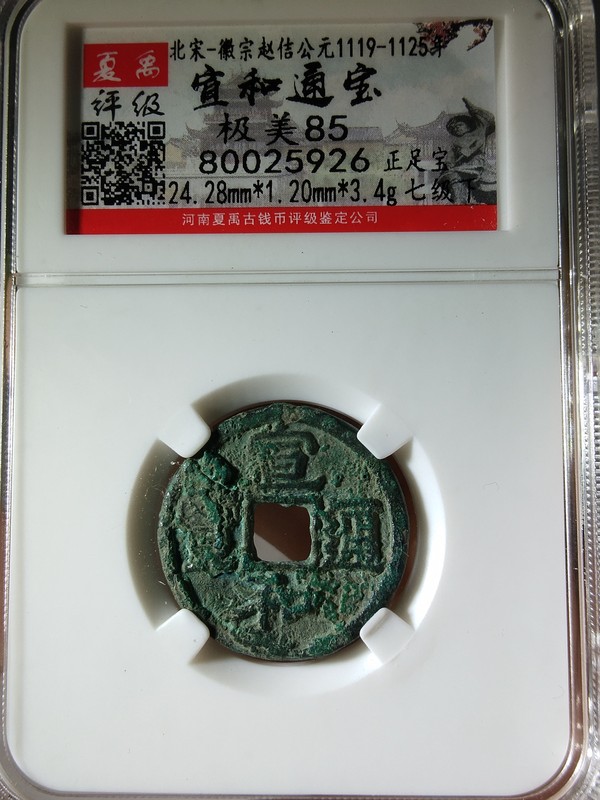 夏禹
评级
北宋-徽宗赵佶公元1119-1125年
宣和通宝
极美85
80025926 正足宝
24.28mm*1.20mm*3.4g 七级下
河南夏禹古钱币评级鉴定公司
宣
和
通
寳